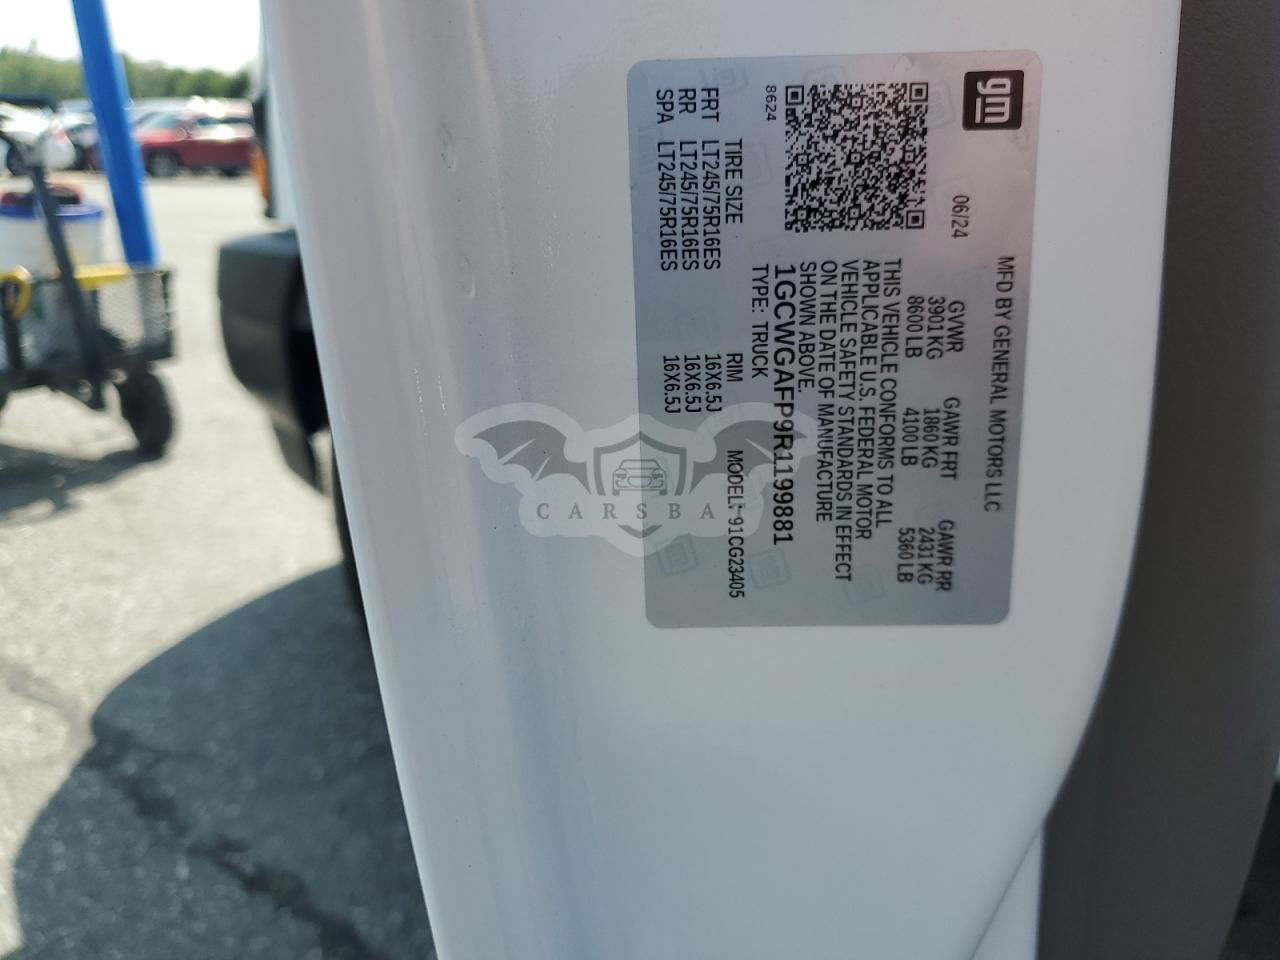 gm
MFD BY GENERAL MOTORS LLC
06/24 GVWR GAWR FRT GAWR RR
3901 KG 1860 KG 2431 KG
8600 LB 4100 LB 5360 LB
THIS VEHICLE CONFORMS TO ALL
APPLICABLE U.S. FEDERAL MOTOR
VEHICLE SAFETY STANDARDS IN EFFECT
ON THE DATE OF MANUFACTURE
SHOWN ABOVE.
1GCWGAFP9R1199881
8624
TYPE: TRUCK MODEL: 91CG23405
TIRE SIZE RIM
FRT LT245/75R16ES 16X6.5J
RR LT245/75R16ES 16X6.5J
SPA LT245/75R16ES 16X6.5J
CARSBA